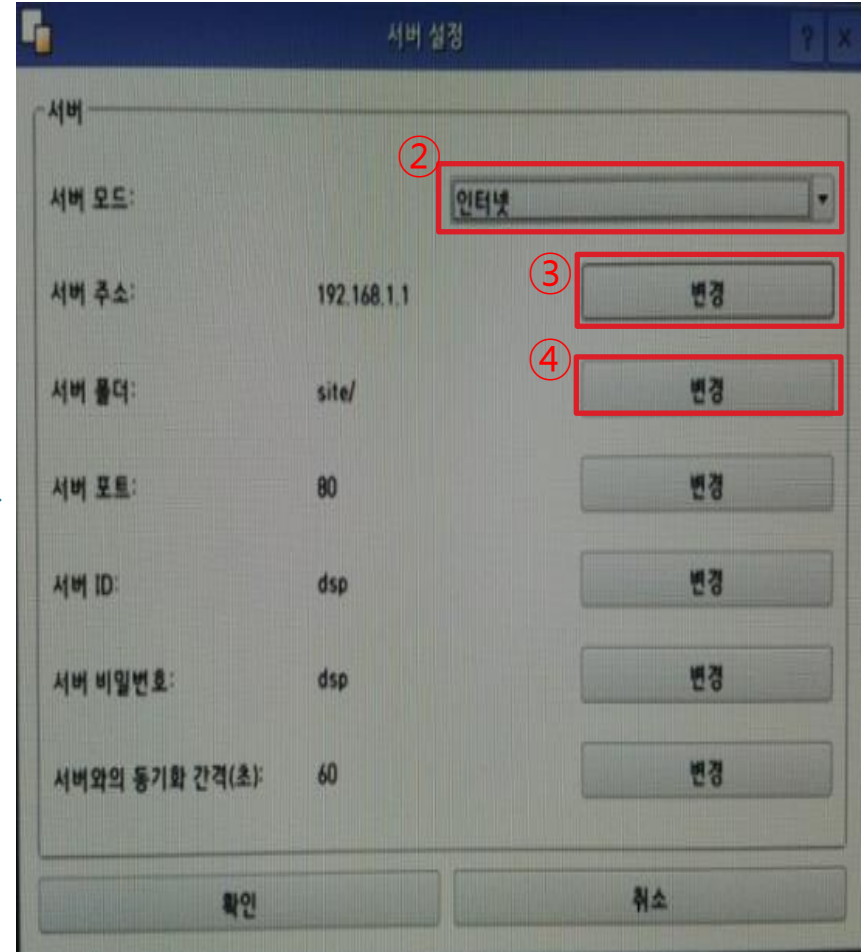 서버 설정 ? X
서버
②
서버 모드: 인터넷
서버 주소: 192.168.1.1 ③ 변경
서버 폴더: site/ ④ 변경
서버 포트: 80 변경
서버 ID: dsp 변경
서버 비밀번호: dsp 변경
서버와의 동기화 간격(초): 60 변경
확인 취소